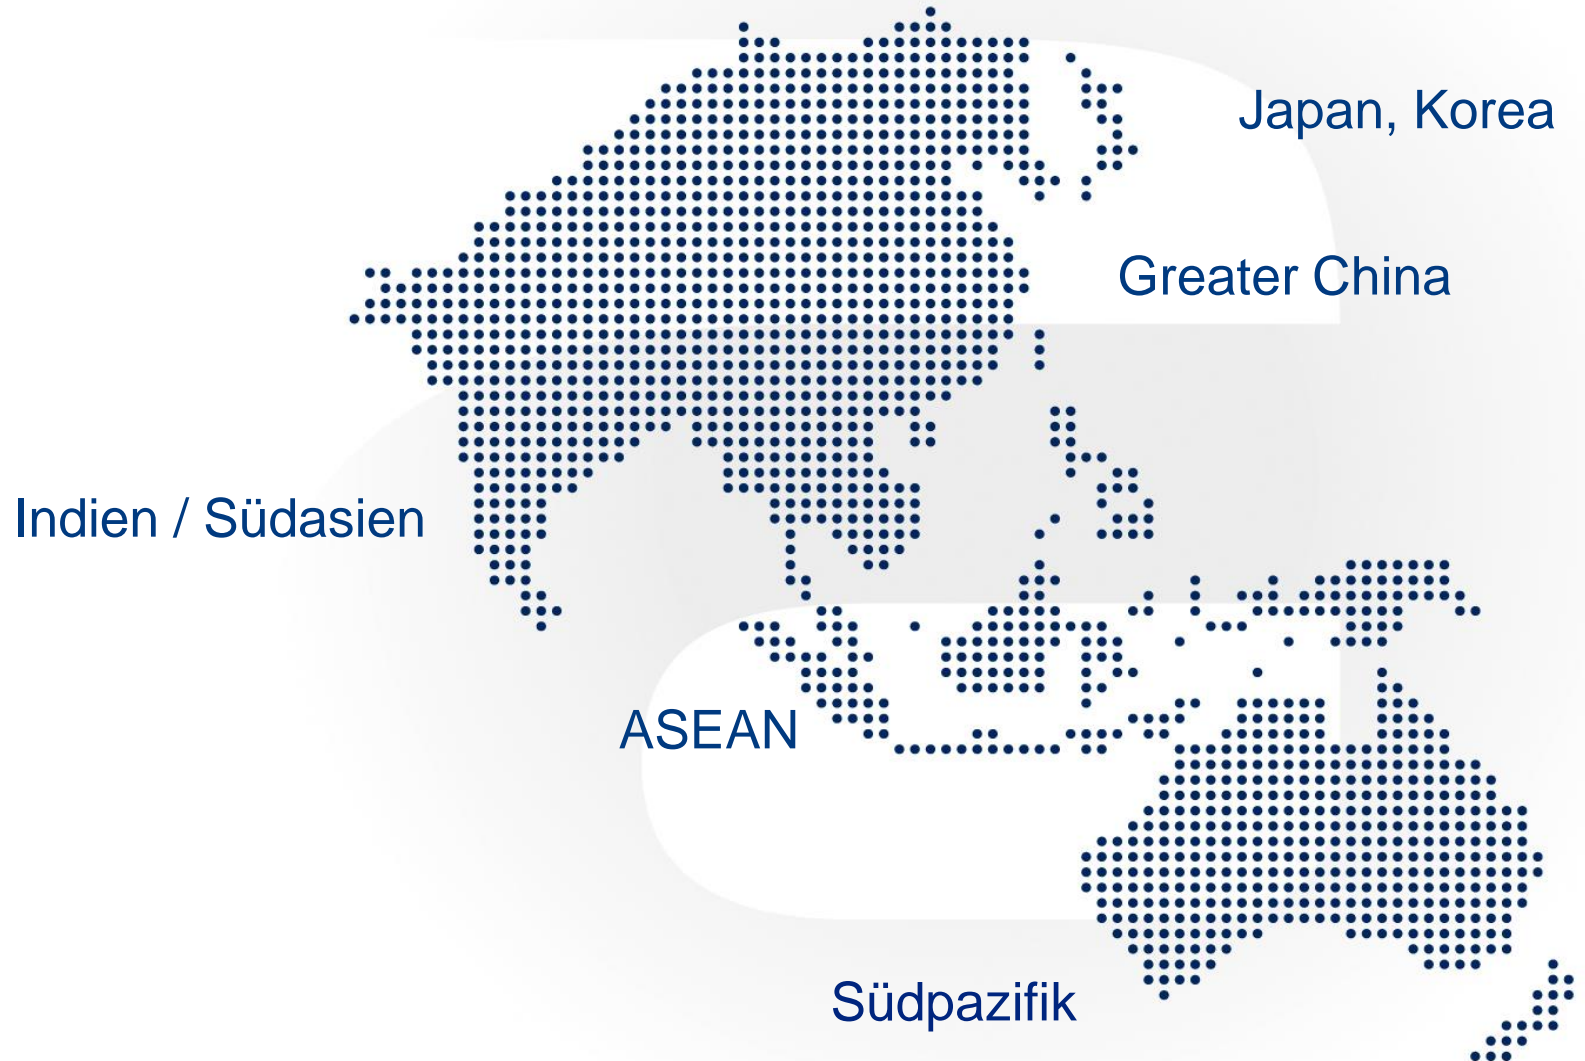 Japan, Korea
Greater China
Indien / Südasien
ASEAN
Südpazifik